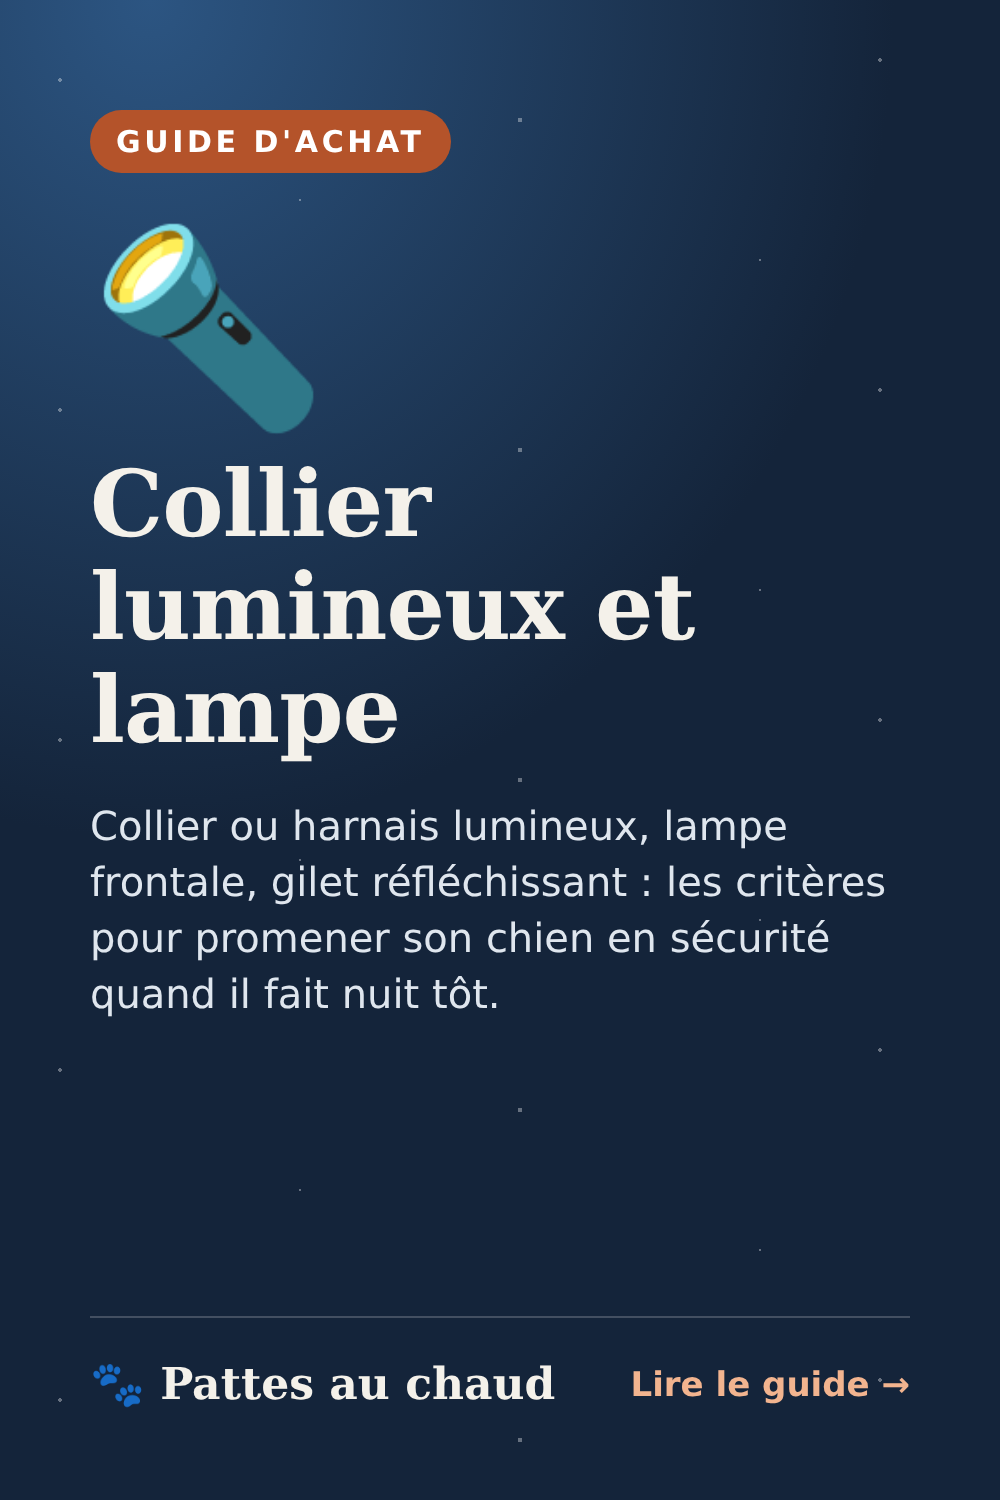 GUIDE D'ACHAT
Collier
lumineux et
lampe
Collier ou harnais lumineux, lampe
frontale, gilet réfléchissant : les critères
pour promener son chien en sécurité
quand il fait nuit tôt.
Pattes au chaud
Lire le guide →